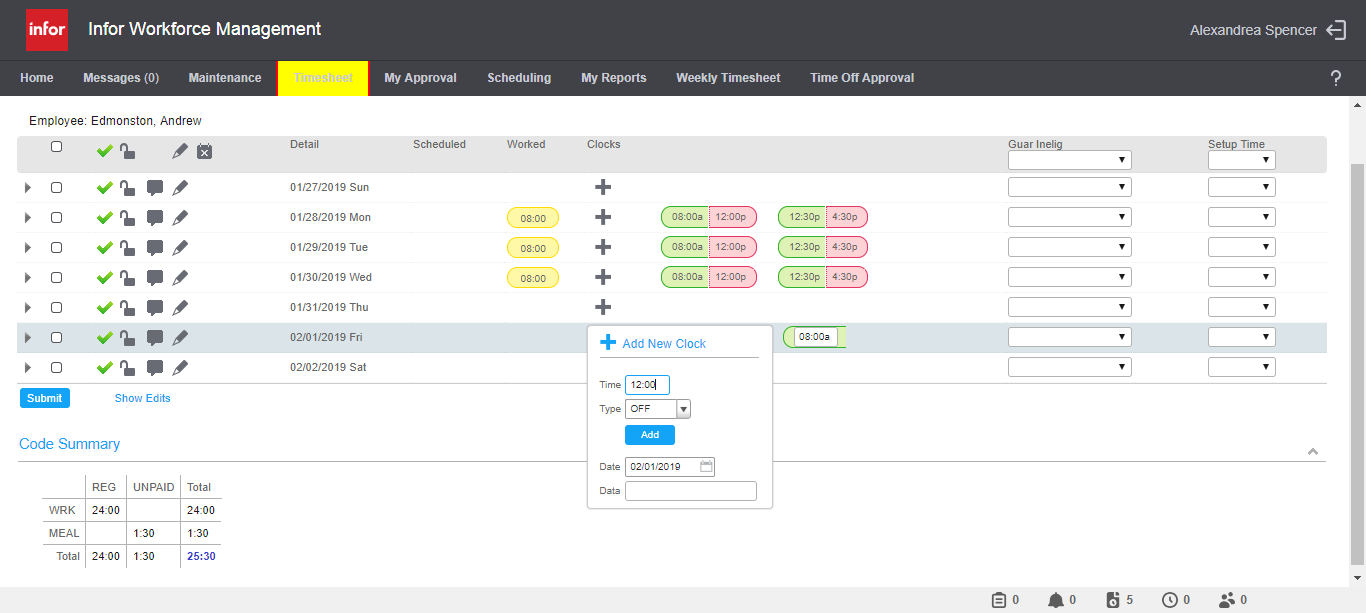 infor Infor Workforce Management Alexandrea Spencer
Home Messages (0) Maintenance Timesheet My Approval Scheduling My Reports Weekly Timesheet Time Off Approval ?
Employee: Edmonston, Andrew
Detail Scheduled Worked Clocks Guar Inelig Setup Time
01/27/2019 Sun
01/28/2019 Mon 08:00 08:00a 12:00p 12:30p 4:30p
01/29/2019 Tue 08:00 08:00a 12:00p 12:30p 4:30p
01/30/2019 Wed 08:00 08:00a 12:00p 12:30p 4:30p
01/31/2019 Thu
02/01/2019 Fri 08:00a
02/02/2019 Sat
Add New Clock
Time 12:00
Type OFF
Add
Date 02/01/2019
Data
Submit Show Edits
Code Summary
REG UNPAID Total
WRK 24:00 24:00
MEAL 1:30 1:30
Total 24:00 1:30 25:30
0 0 5 0 0